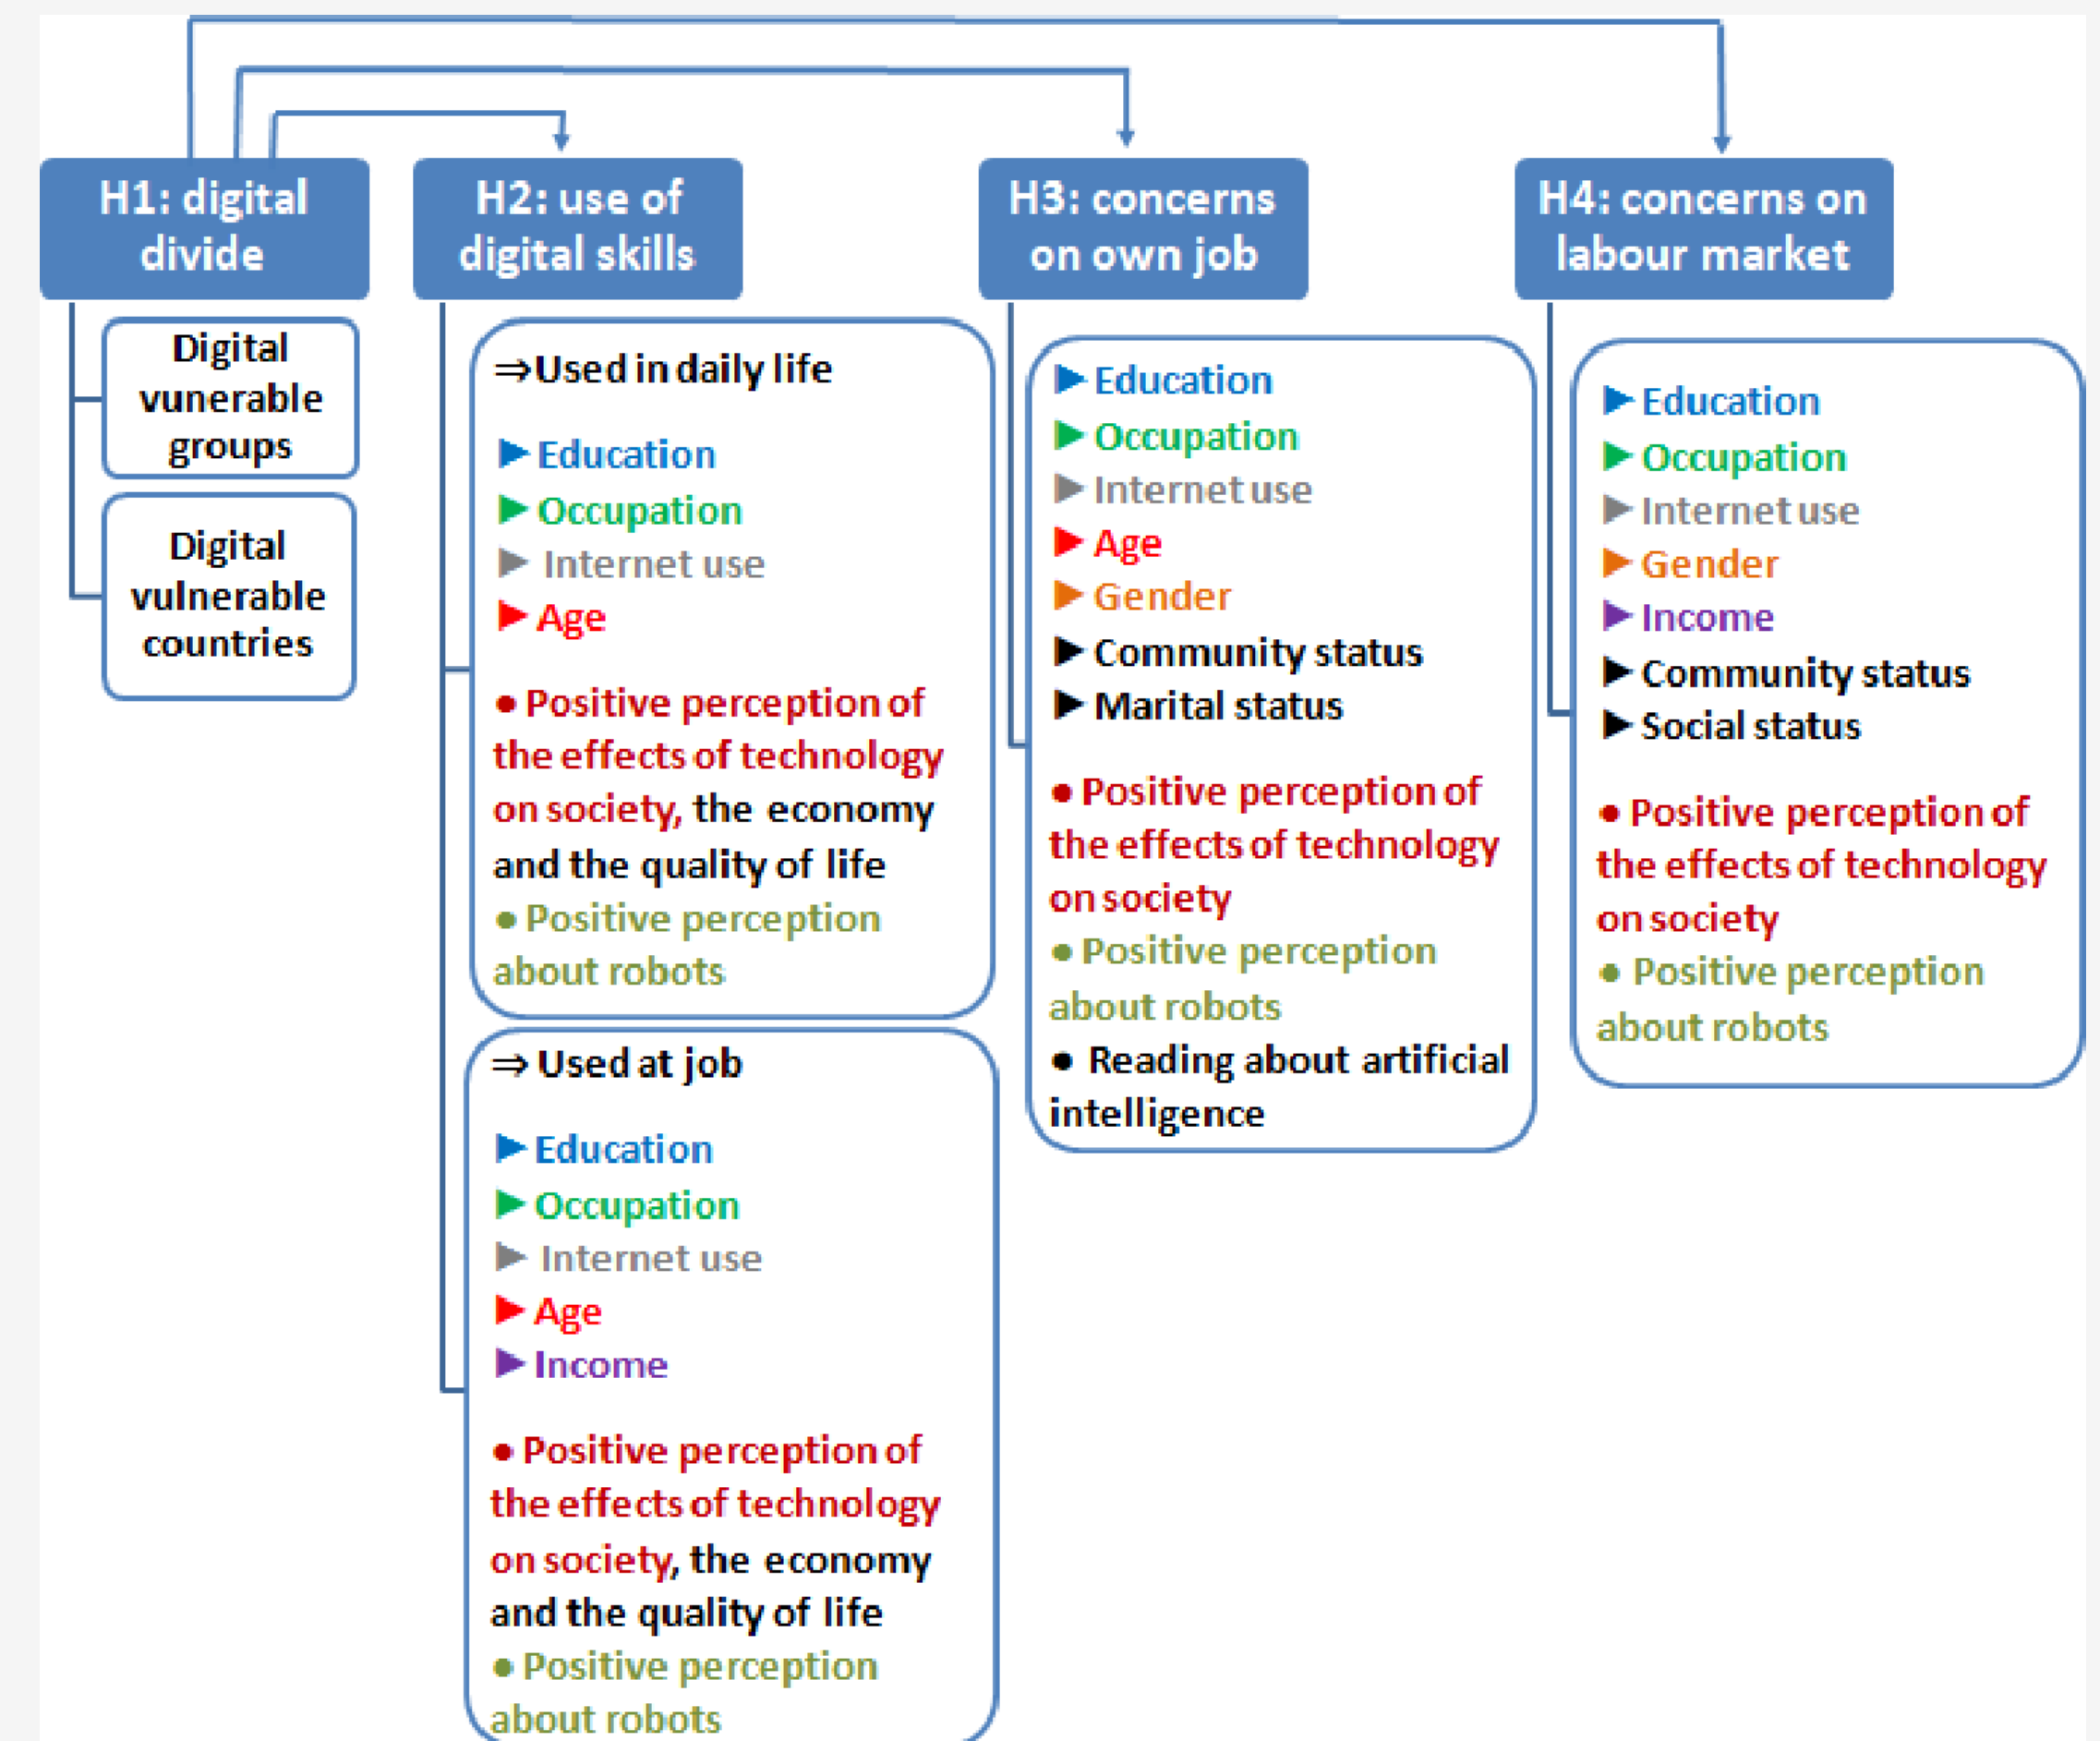 H1: digital
divide
H2: use of
digital skills
H3: concerns
on own job
H4: concerns on
labour market
Digital
vunerable
groups
Digital
vulnerable
countries
⇒Used in daily life
►Education
►Occupation
► Internet use
►Age
● Positive perception of
the effects of technology
on society, the economy
and the quality of life
● Positive perception
about robots
⇒ Used at job
►Education
►Occupation
► Internet use
►Age
►Income
● Positive perception of
the effects of technology
on society, the economy
and the quality of life
● Positive perception
about robots
►Education
►Occupation
►Internet use
►Age
►Gender
►Community status
►Marital status
● Positive perception of
the effects of technology
on society
● Positive perception
about robots
● Reading about artificial
intelligence
►Education
►Occupation
►Internet use
►Gender
►Income
►Community status
►Social status
● Positive perception of
the effects of technology
on society
● Positive perception
about robots